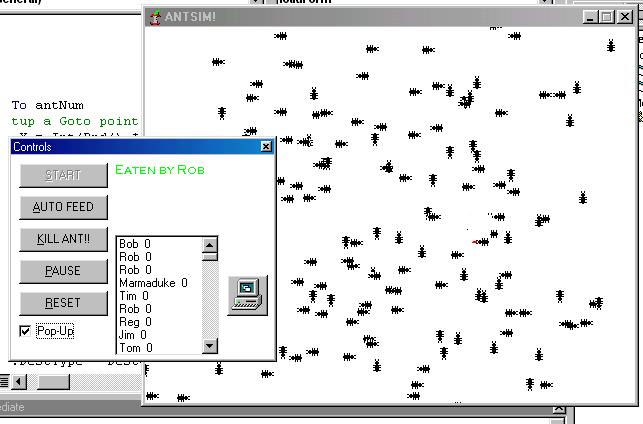 eneral)
ANTSIM!
To antNum
tup a Goto point
Controls
START
EATEN BY ROB
AUTO FEED
KILL ANT!!
PAUSE
RESET
Pop-Up
Bob 0
Rob 0
Rob 0
Marmaduke 0
Tim 0
Rob 0
Reg 0
Jim 0
Tom 0
ediate